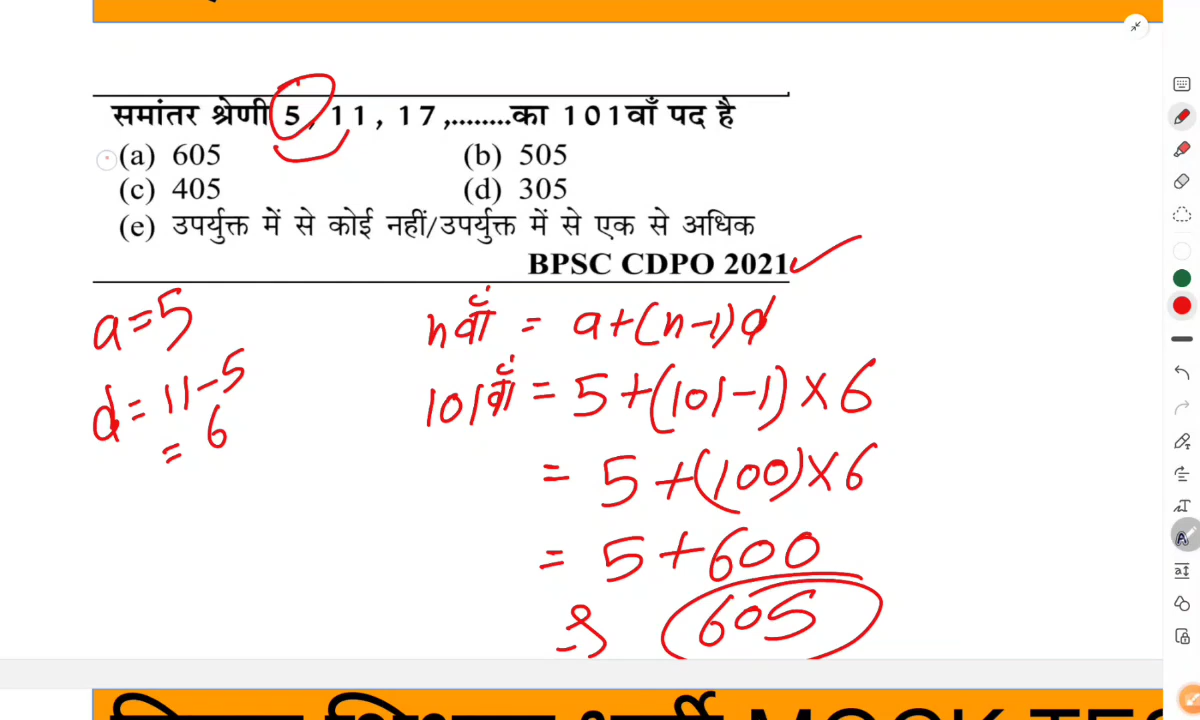 समांतर श्रेणी 5, 11, 17,........का 101वाँ पद है
(a) 605 (b) 505
(c) 405 (d) 305
(e) उपर्युक्त में से कोई नहीं/उपर्युक्त में से एक से अधिक
BPSC CDPO 2021
a=5
d=11-5
= 6
nवाँ = a+(n-1)d
101वाँ = 5+(101-1)×6
= 5+(100)×6
= 5+600
605
MOCK